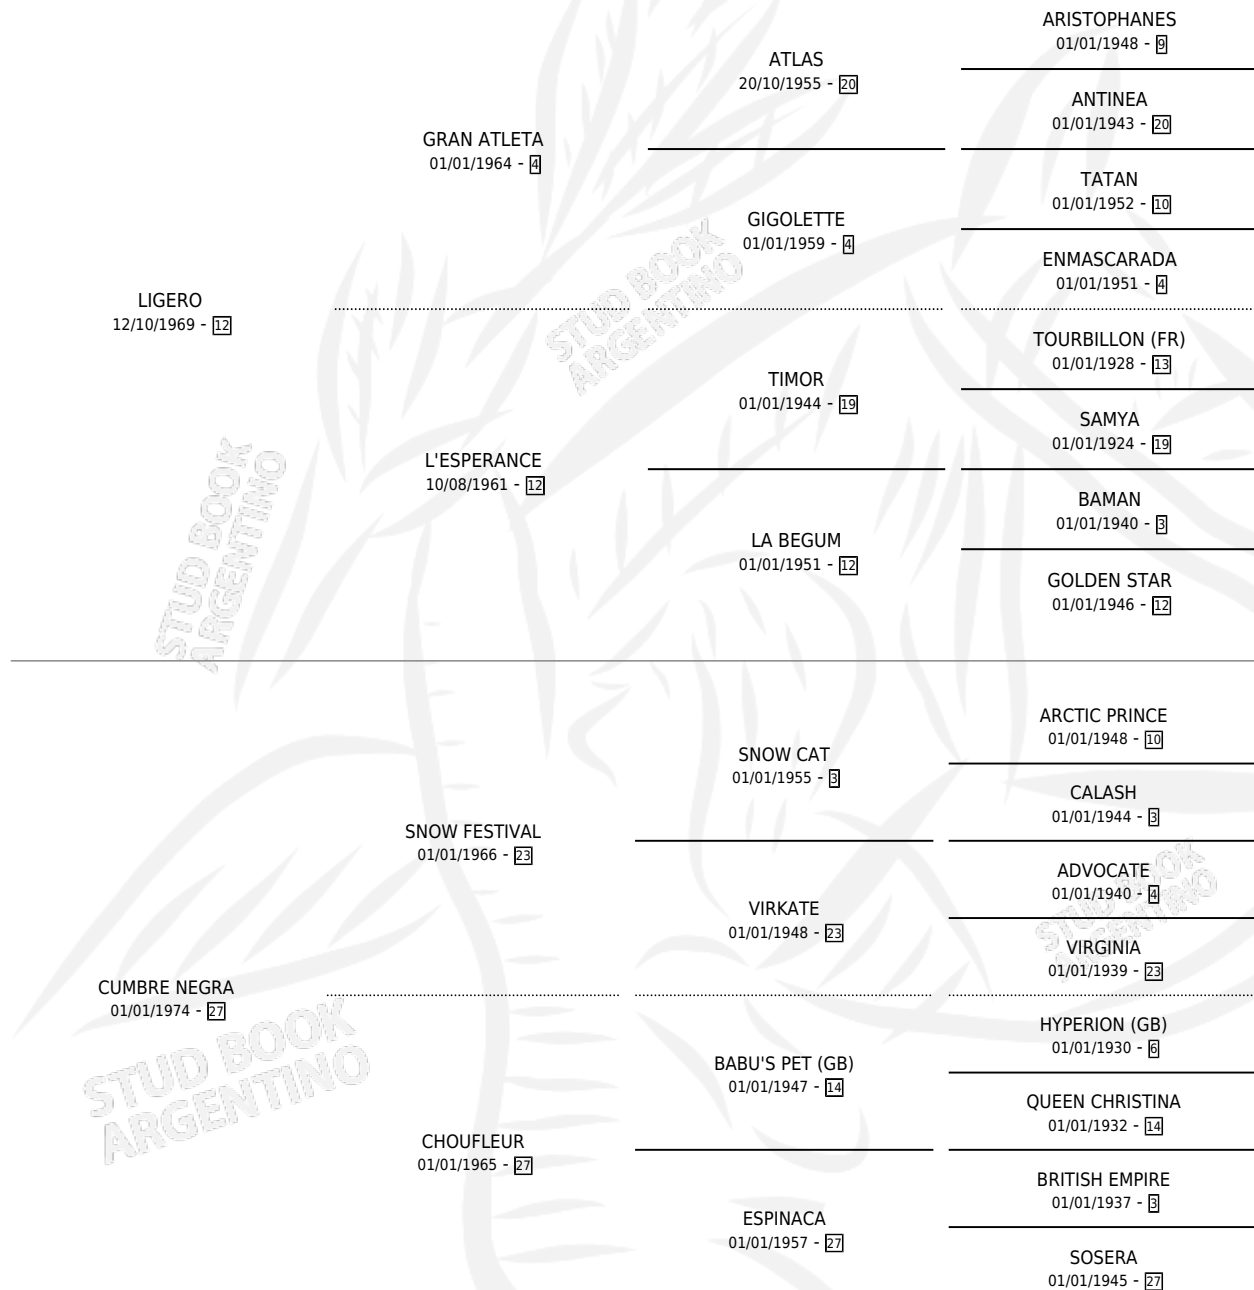 ARISTOPHANES
01/01/1948 - 9
ATLAS
20/10/1955 - 20
ANTINEA
01/01/1943 - 20
GRAN ATLETA
01/01/1964 - 4
TATAN
01/01/1952 - 10
GIGOLETTE
01/01/1959 - 4
ENMASCARADA
01/01/1951 - 4
LIGERO
12/10/1969 - 12
TOURBILLON (FR)
01/01/1928 - 13
TIMOR
01/01/1944 - 19
SAMYA
01/01/1924 - 19
L'ESPERANCE
10/08/1961 - 12
BAMAN
01/01/1940 - 3
LA BEGUM
01/01/1951 - 12
GOLDEN STAR
01/01/1946 - 12
ARCTIC PRINCE
01/01/1948 - 10
SNOW CAT
01/01/1955 - 3
CALASH
01/01/1944 - 3
SNOW FESTIVAL
01/01/1966 - 23
ADVOCATE
01/01/1940 - 4
VIRKATE
01/01/1948 - 23
VIRGINIA
01/01/1939 - 23
CUMBRE NEGRA
01/01/1974 - 27
HYPERION (GB)
01/01/1930 - 6
BABU'S PET (GB)
01/01/1947 - 14
QUEEN CHRISTINA
01/01/1932 - 14
CHOUFLEUR
01/01/1965 - 27
BRITISH EMPIRE
01/01/1937 - 3
ESPINACA
01/01/1957 - 27
SOSERA
01/01/1945 - 27
STUD BOOK
ARGENTINO
STUD BOOK
ARGENTINO
STUD BOOK
ARGENTINO
STUD BOOK
ARGENTINO